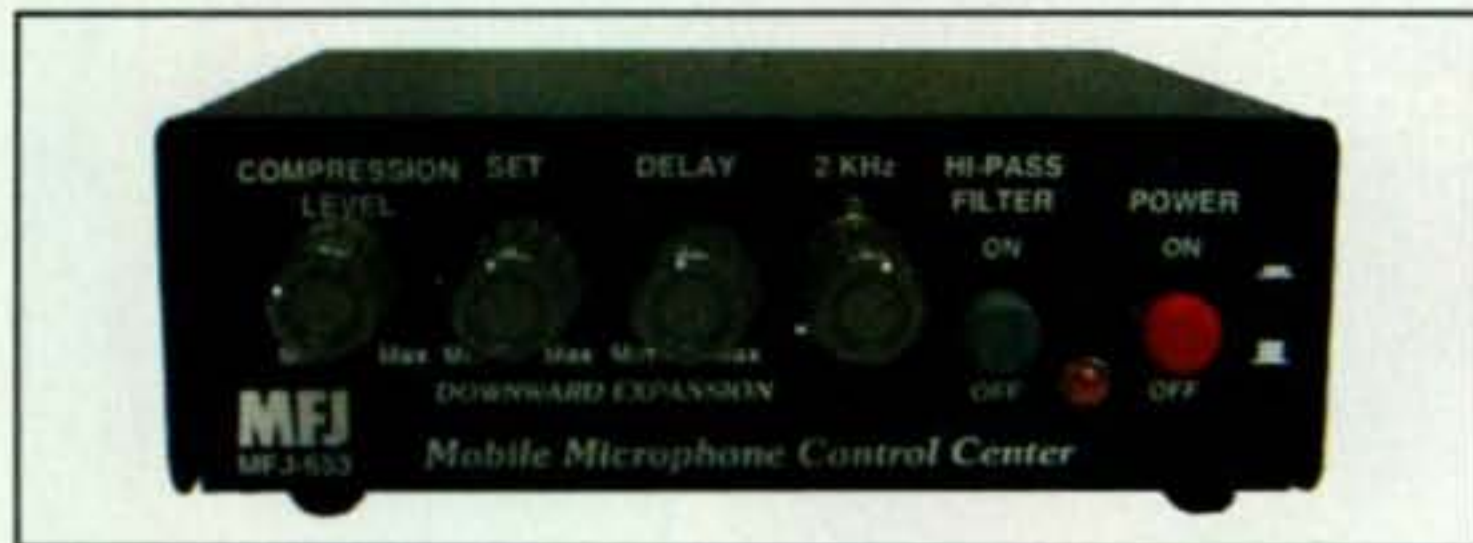 COMPRESSION LEVEL
SET
DELAY
2 KHz
HI-PASS
FILTER
POWER
ON
ON
Max
Max
OFF
OFF
DOWNWARD EXPANSION
MFJ
Mobile Microphone Control Center